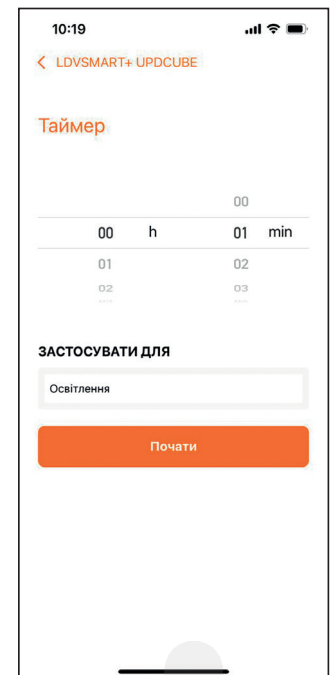 10:19
LDVSMART+ UPDCUBE
Таймер
00
00 h 01 min
01 02
02 03
ЗАСТОСУВАТИ ДЛЯ
Освітлення
Почати